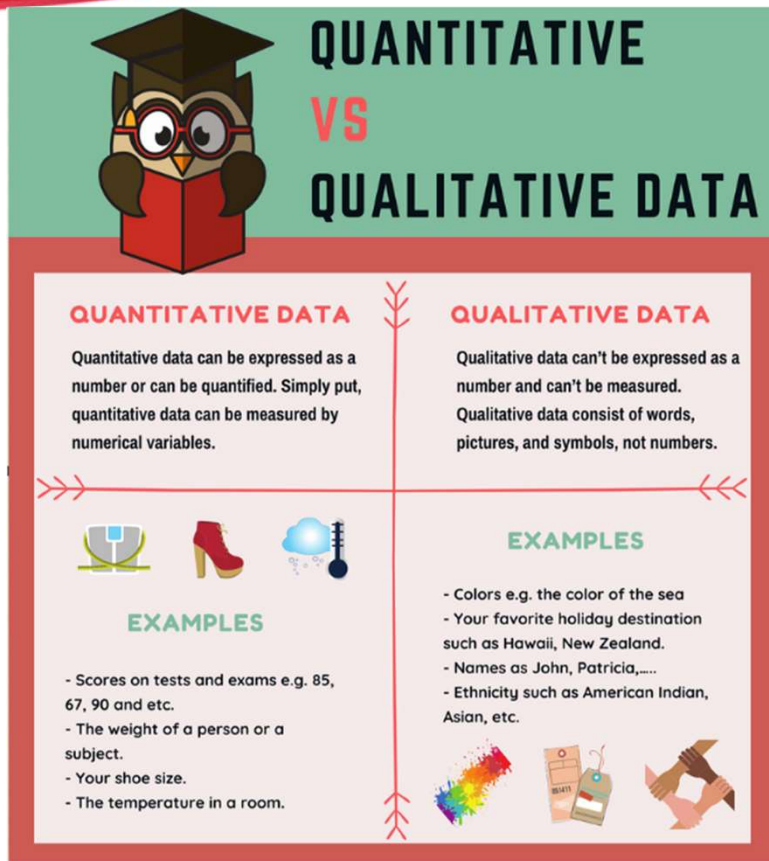 QUANTITATIVE
VS
QUALITATIVE DATA
QUANTITATIVE DATA
Quantitative data can be expressed as a
number or can be quantified. Simply put,
quantitative data can be measured by
numerical variables.
QUALITATIVE DATA
Qualitative data can't be expressed as a
number and can't be measured.
Qualitative data consist of words,
pictures, and symbols, not numbers.
EXAMPLES
- Scores on tests and exams e.g. 85,
67, 90 and etc.
- The weight of a person or a
subject.
- Your shoe size.
- The temperature in a room.
EXAMPLES
- Colors e.g. the color of the sea
- Your favorite holiday destination
such as Hawaii, New Zealand.
- Names as John, Patricia,.....
- Ethnicity such as American Indian,
Asian, etc.